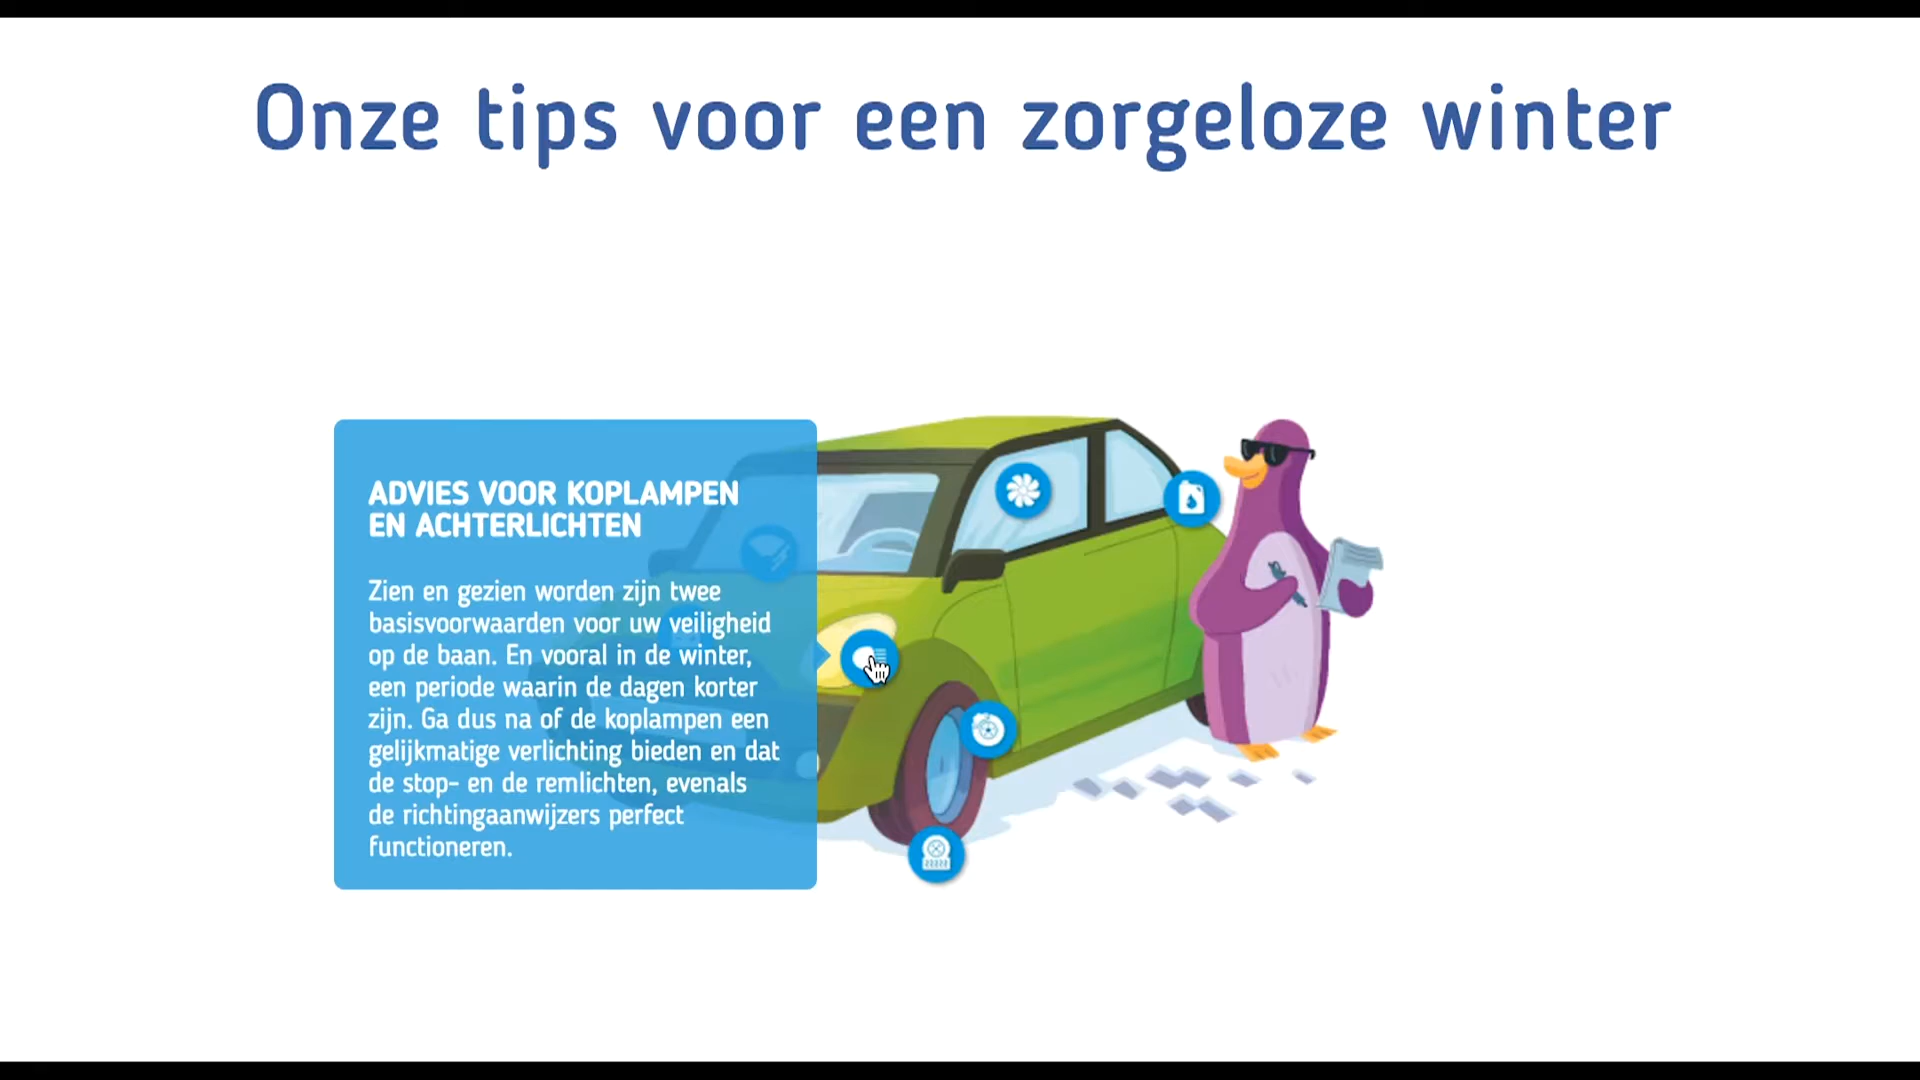 Onze tips voor een zorgeloze winter
ADVIES VOOR KOPLAMPEN
EN ACHTERLICHTEN
Zien en gezien worden zijn twee
basisvoorwaarden voor uw veiligheid
op de baan. En vooral in de winter,
een periode waarin de dagen korter
zijn. Ga dus na of de koplampen een
gelijkmatige verlichting bieden en dat
de stop- en de remlichten, evenals
de richtingaanwijzers perfect
functioneren.